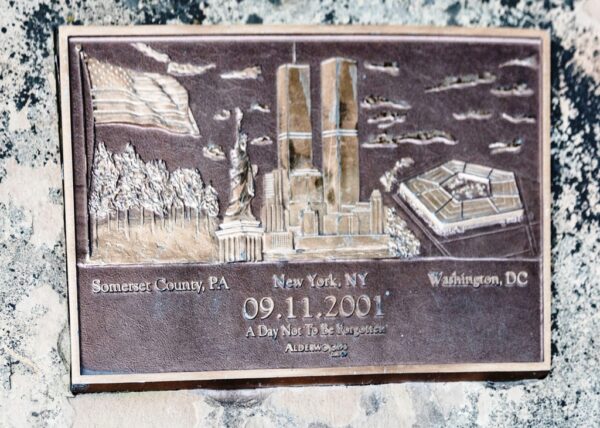 Somerset County, PA
New York, NY
Washington, DC
09.11.2001
A Day Not To Be Forgotten